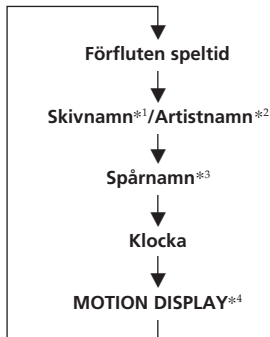 Förfluten speltid
Skivnamn*1/Artistnamn*2
Spårnamn*3
Klocka
MOTION DISPLAY*4